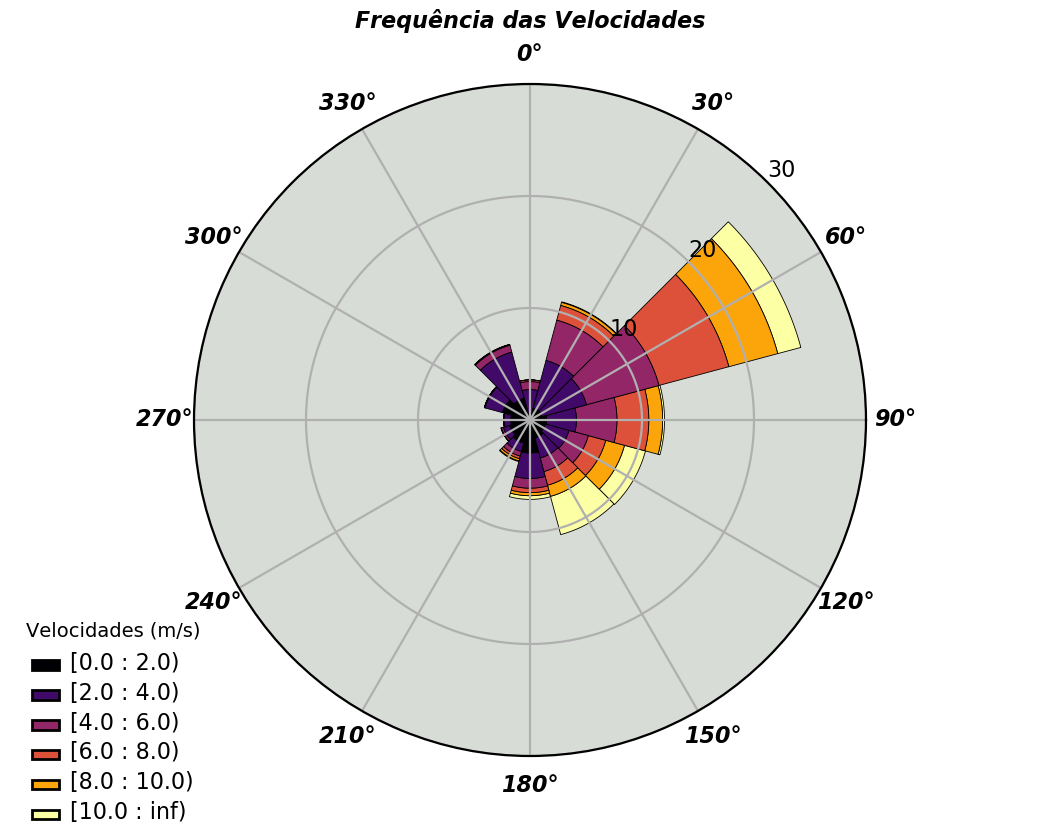 Frequência das Velocidades
0°
330°
30°
30
300°
60°
20
10
270°
90°
240°
120°
210°
150°
180°
Velocidades (m/s)
[0.0 : 2.0)
[2.0 : 4.0)
[4.0 : 6.0)
[6.0 : 8.0)
[8.0 : 10.0)
[10.0 : inf)